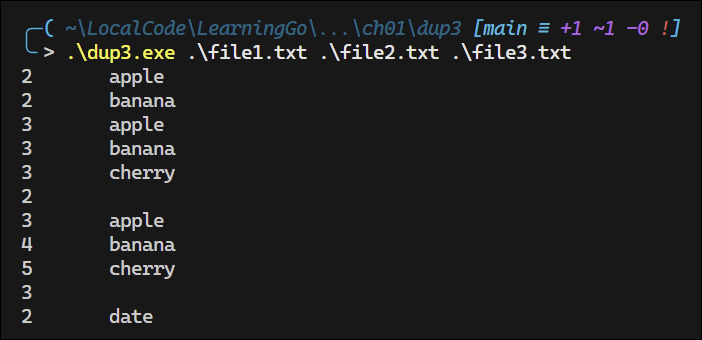 ( ~\LocalCode\LearningGo\...\ch01\dup3 [main ≡ +1 ~1 −0 !]
> .\dup3.exe .\file1.txt .\file2.txt .\file3.txt
2 apple
2 banana
3 apple
3 banana
3 cherry
2
3 apple
4 banana
5 cherry
3
2 date